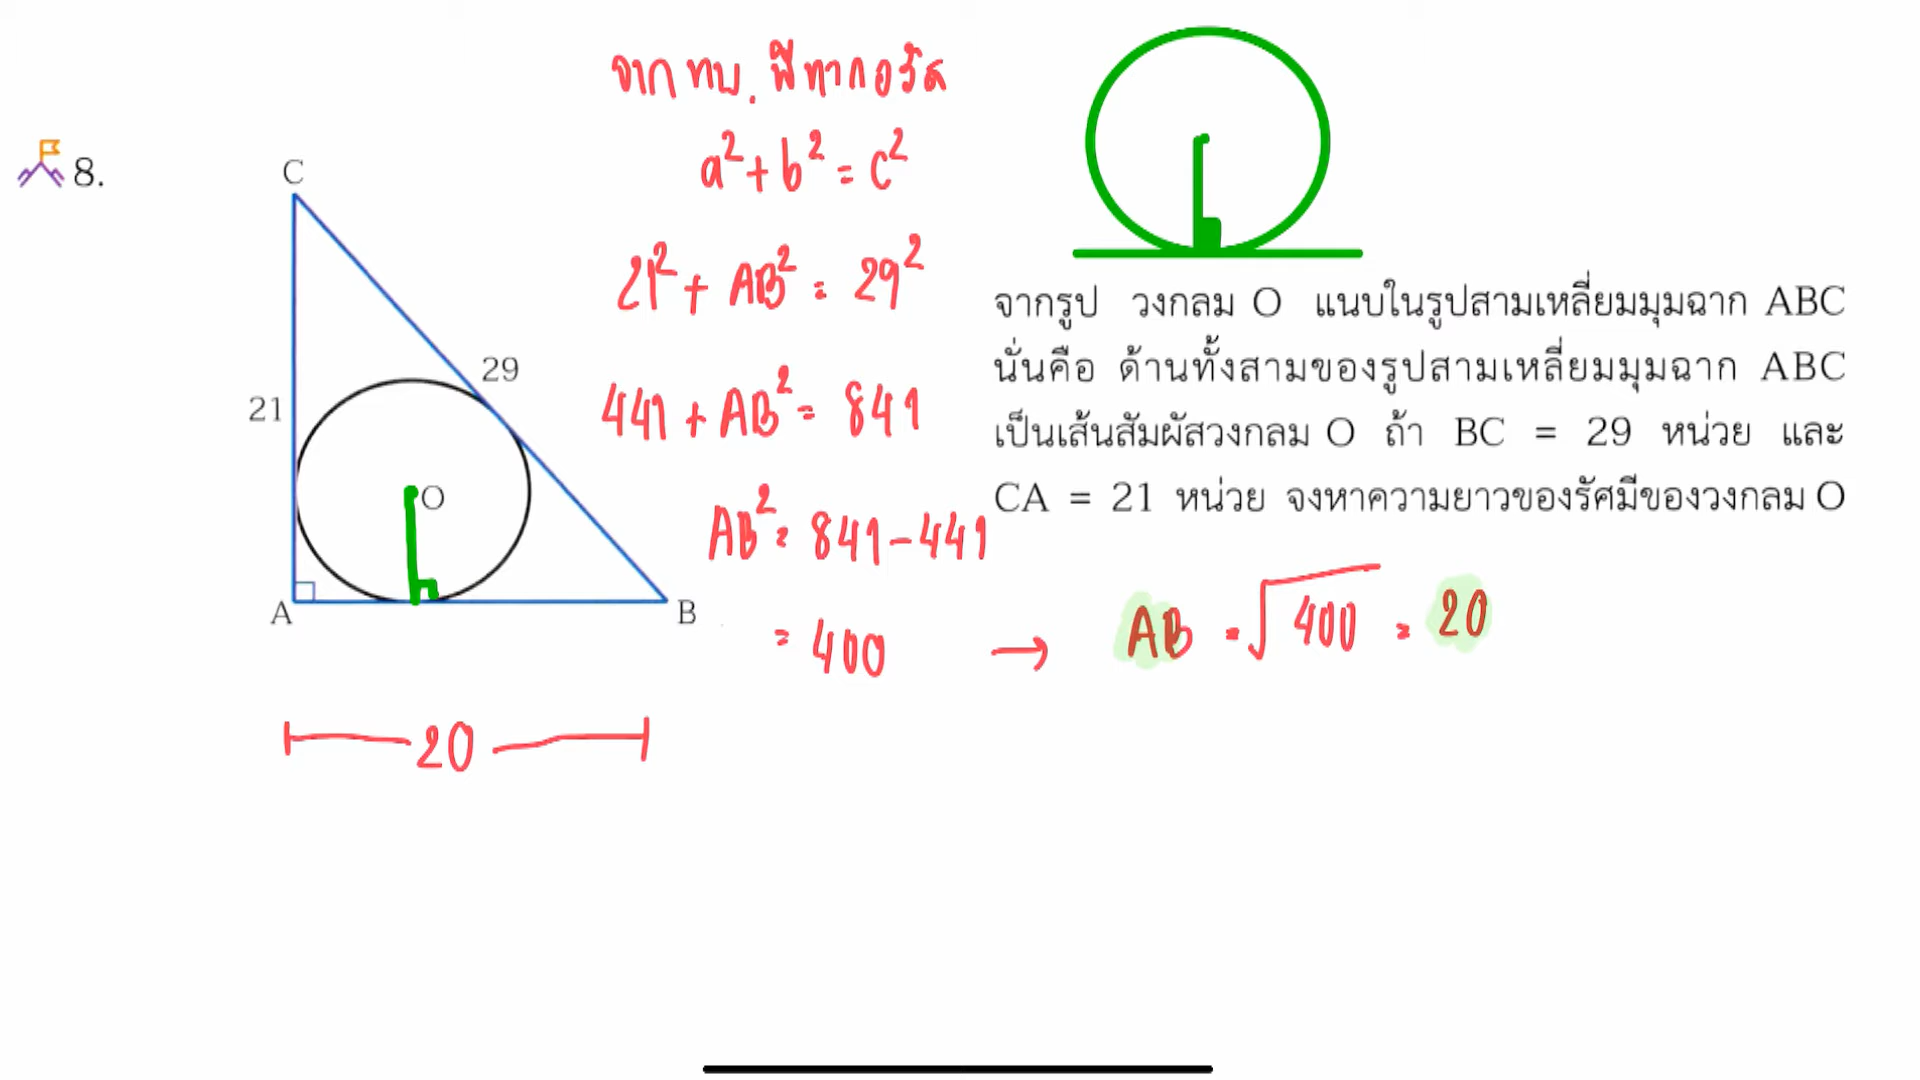 จาก ทบ. พีทาโกรัส
a² + b² = c²
8.
C
21² + AB² = 29²
จากรูป วงกลม O แนบในรูปสามเหลี่ยมมุมฉาก ABC
นั่นคือ ด้านทั้งสามของรูปสามเหลี่ยมมุมฉาก ABC
เป็นเส้นสัมผัสวงกลม O ถ้า BC = 29 หน่วย และ
CA = 21 หน่วย จงหาความยาวของรัศมีของวงกลม O
29
21
441 + AB² = 841
O
AB² = 841 - 441
A
B
= 400 → AB = √400 = 20
20